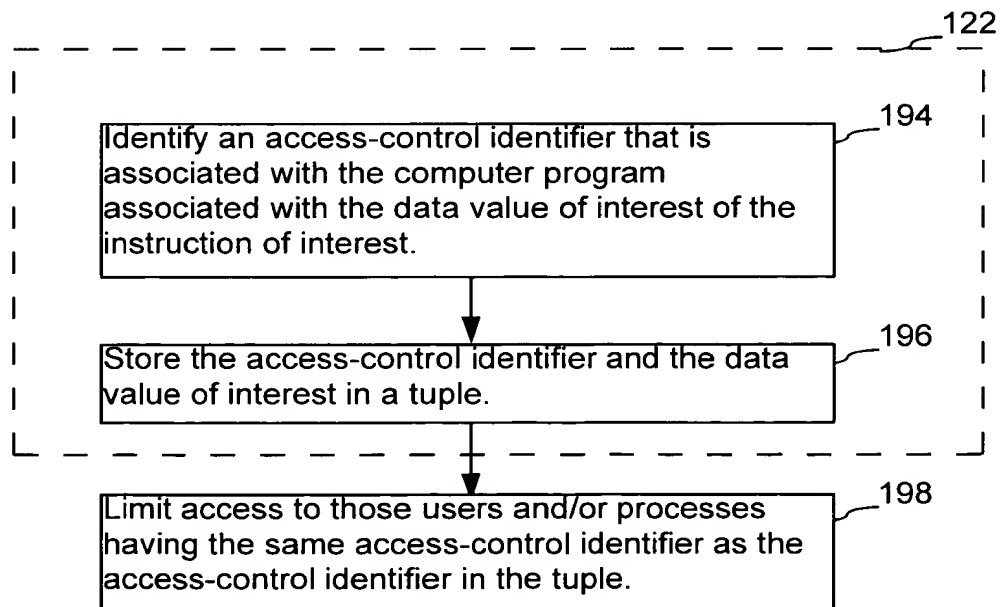 122
194
Identify an access-control identifier that is
associated with the computer program
associated with the data value of interest of the
instruction of interest.
196
Store the access-control identifier and the data
value of interest in a tuple.
198
Limit access to those users and/or processes
having the same access-control identifier as the
access-control identifier in the tuple.